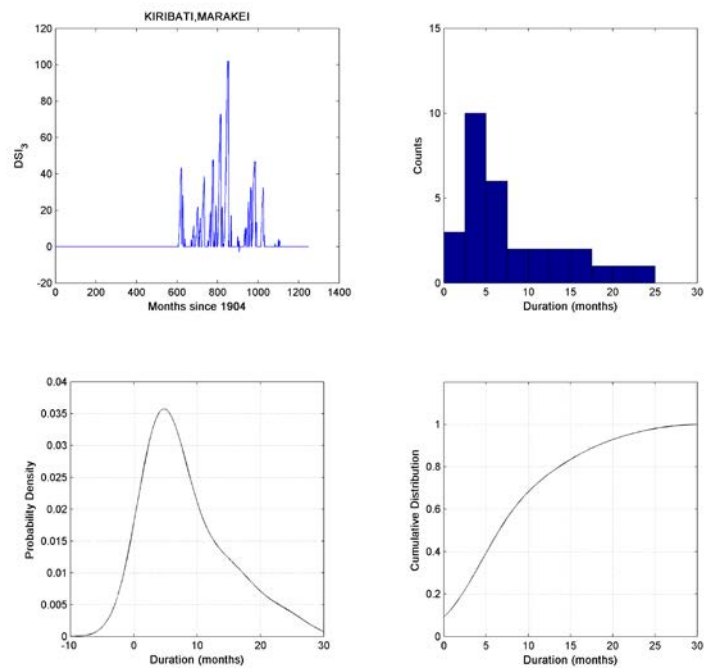 KIRIBATI,MARAKEI
120
100
80
60
40
20
0
-20
DSI3
0 200 400 600 800 1000 1200 1400
Months since 1904
15
10
5
0
Counts
0 5 10 15 20 25 30
Duration (months)
0.04
0.035
0.03
0.025
0.02
0.015
0.01
0.005
0
Probability Density
-10 0 10 20 30
Duration (months)
1
0.8
0.6
0.4
0.2
0
Cumulative Distribution
0 5 10 15 20 25 30
Duration (months)